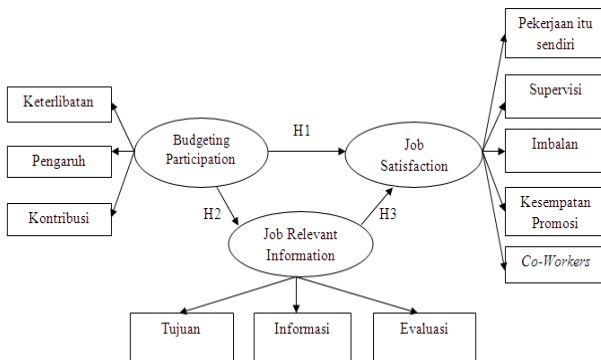 Pekerjaan itu
sendiri
Keterlibatan
Supervisi
Budgeting
Participation
H1
Job
Satisfaction
Imbalan
Pengaruh
Kontribusi
H2
H3
Kesempatan
Promosi
Job Relevant
Information
Co-Workers
Tujuan
Informasi
Evaluasi